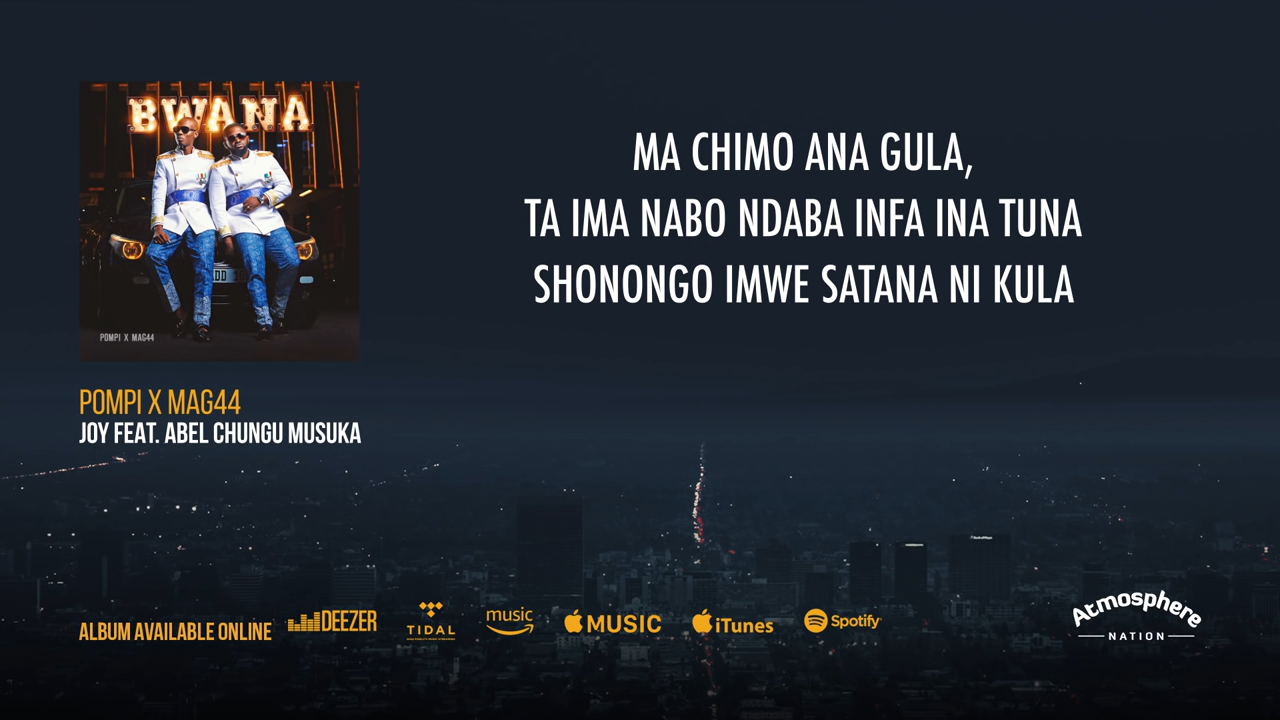 BWANA
POMPI X MAG44
POMPI X MAG44
JOY FEAT. ABEL CHUNGU MUSUKA
MA CHIMO ANA GULA,
TA IMA NABO NDABA INFA INA TUNA
SHONONGO IMWE SATANA NI KULA
ALBUM AVAILABLE ONLINE
DEEZER
TIDAL
music
MUSIC
iTunes
Spotify
Atmosphere
NATION